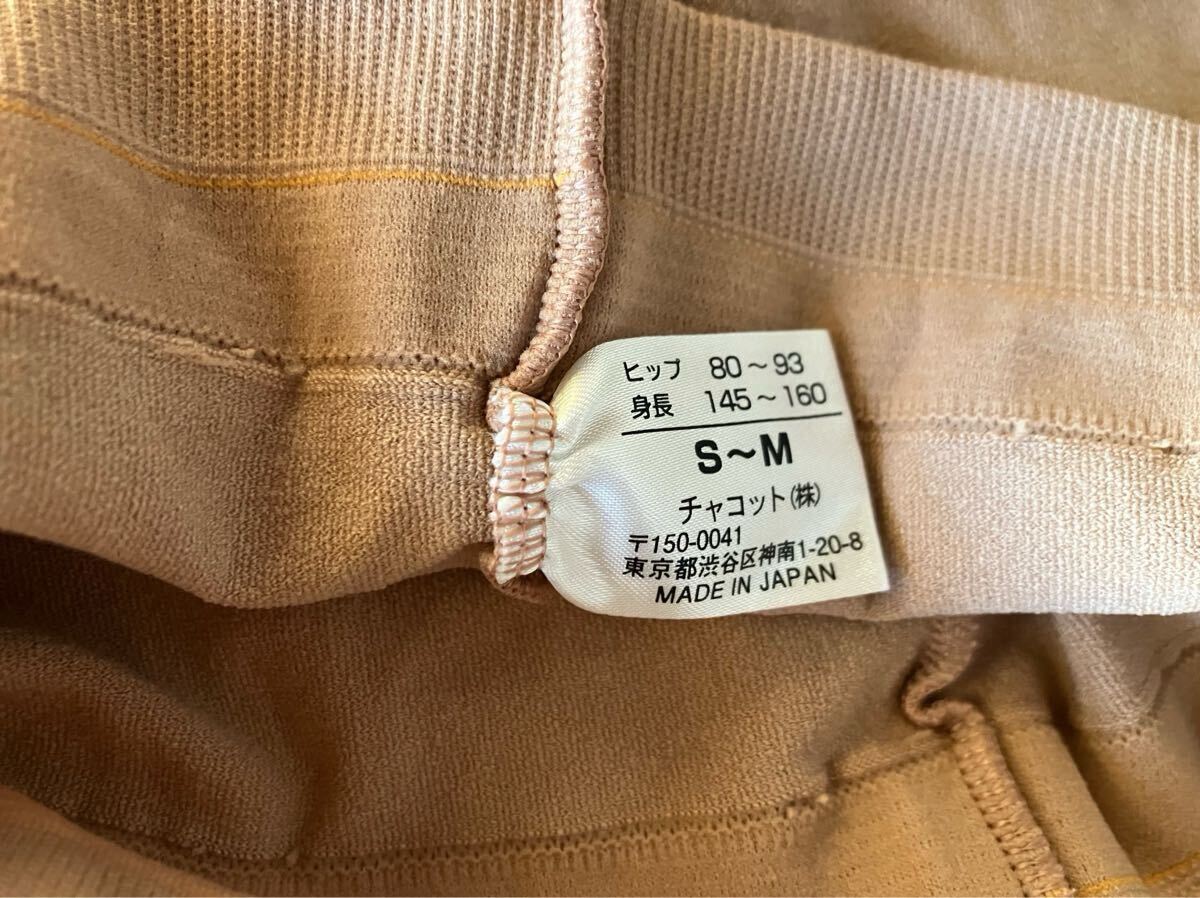 ヒップ 80～93
身長 145～160
S～M
チャコット(株)
〒150-0041
東京都渋谷区神南1-20-8
MADE IN JAPAN